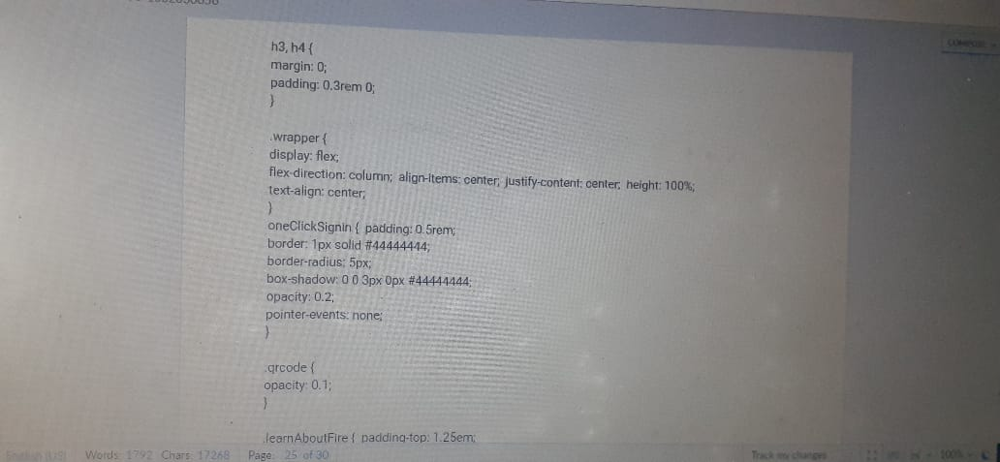 h3, h4 {
margin: 0;
padding: 0.3rem 0;
}
.wrapper {
display: flex;
flex-direction: column; align-items: center; justify-content: center; height: 100%;
text-align: center;
}
oneClickSignin { padding: 0.5rem;
border: 1px solid #44444444;
border-radius: 5px;
box-shadow: 0 0 3px 0px #44444444;
opacity: 0.2;
pointer-events: none;
}
.qrcode {
opacity: 0.1;
}
.learnAboutFire { padding-top: 1.25em;
English (US) Words: 1792 Chars: 17268 Page: 25 of 30 Track my changes 100%